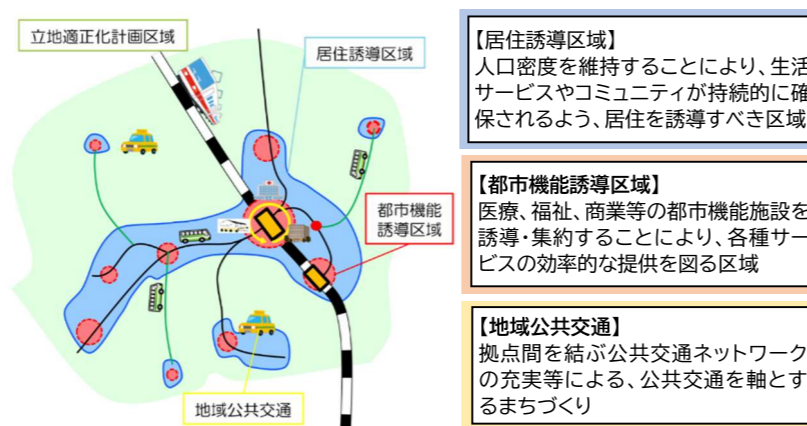 立地適正化計画区域
居住誘導区域
都市機能
誘導区域
地域公共交通
【居住誘導区域】
人口密度を維持することにより、生活
サービスやコミュニティが持続的に確
保されるよう、居住を誘導すべき区域
【都市機能誘導区域】
医療、福祉、商業等の都市機能施設を
誘導・集約することにより、各種サー
ビスの効率的な提供を図る区域
【地域公共交通】
拠点間を結ぶ公共交通ネットワーク
の充実等による、公共交通を軸とす
るまちづくり